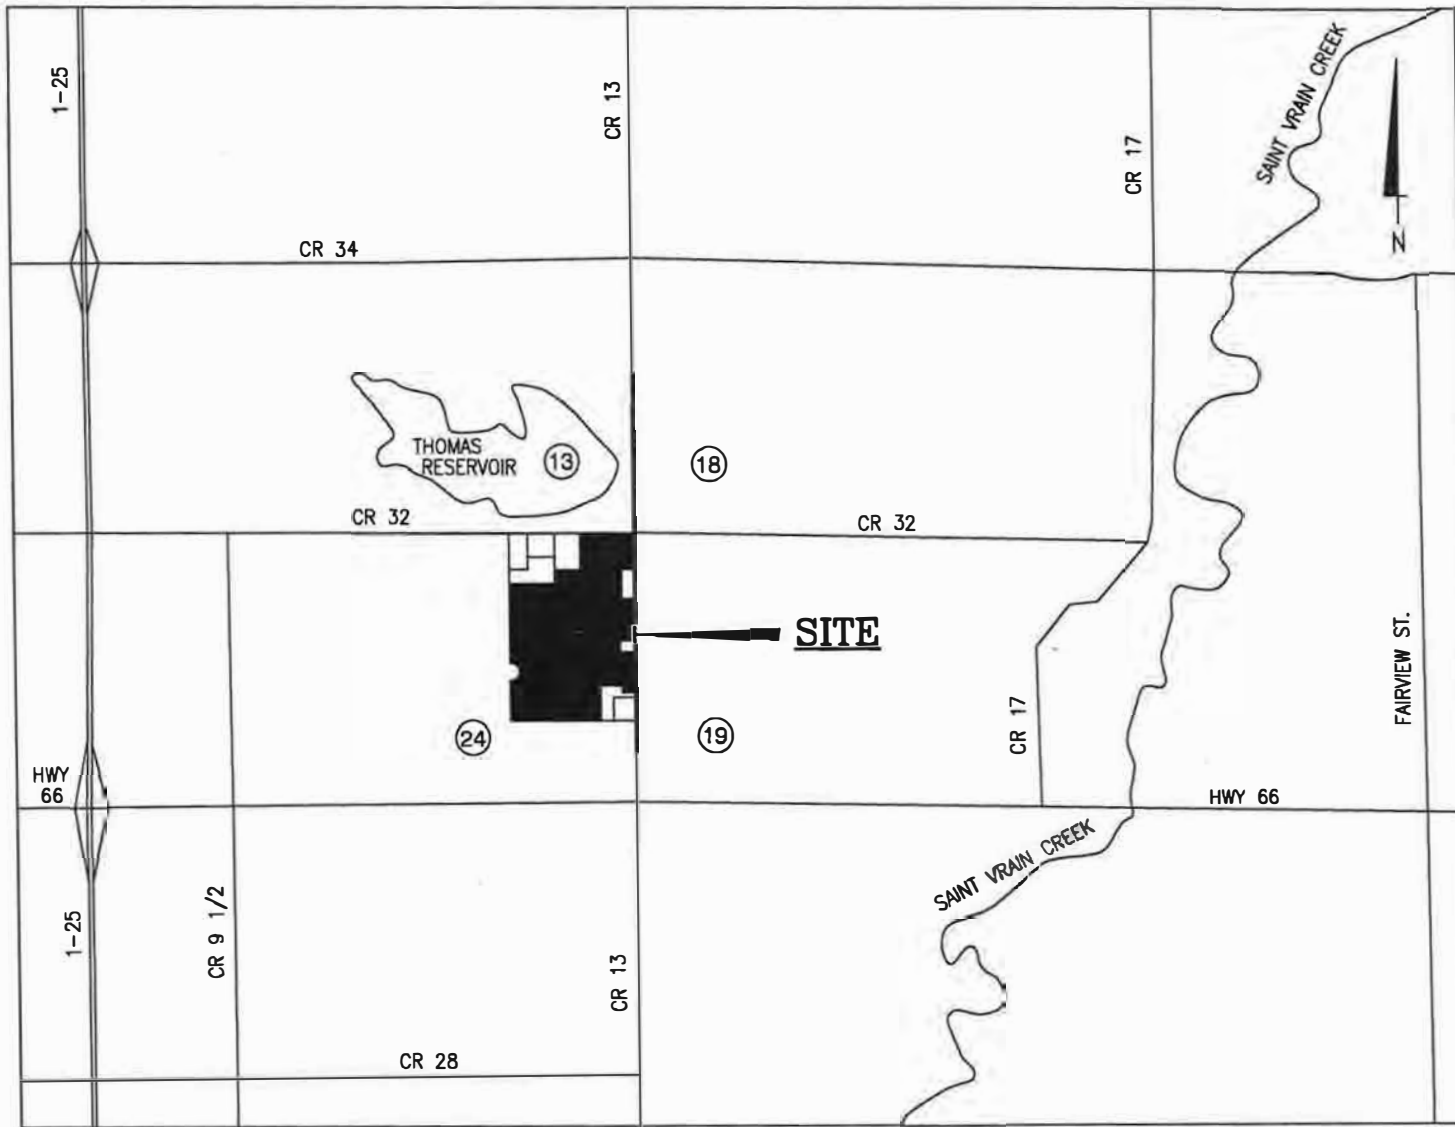 1-25
CR 13
CR 17
SAINT VRAIN CREEK
N
CR 34
THOMAS
RESERVOIR
13
18
CR 32
CR 32
SITE
FAIRVIEW ST.
CR 17
24
19
HWY
66
HWY 66
SAINT VRAIN CREEK
CR 9 1/2
1-25
CR 13
CR 28